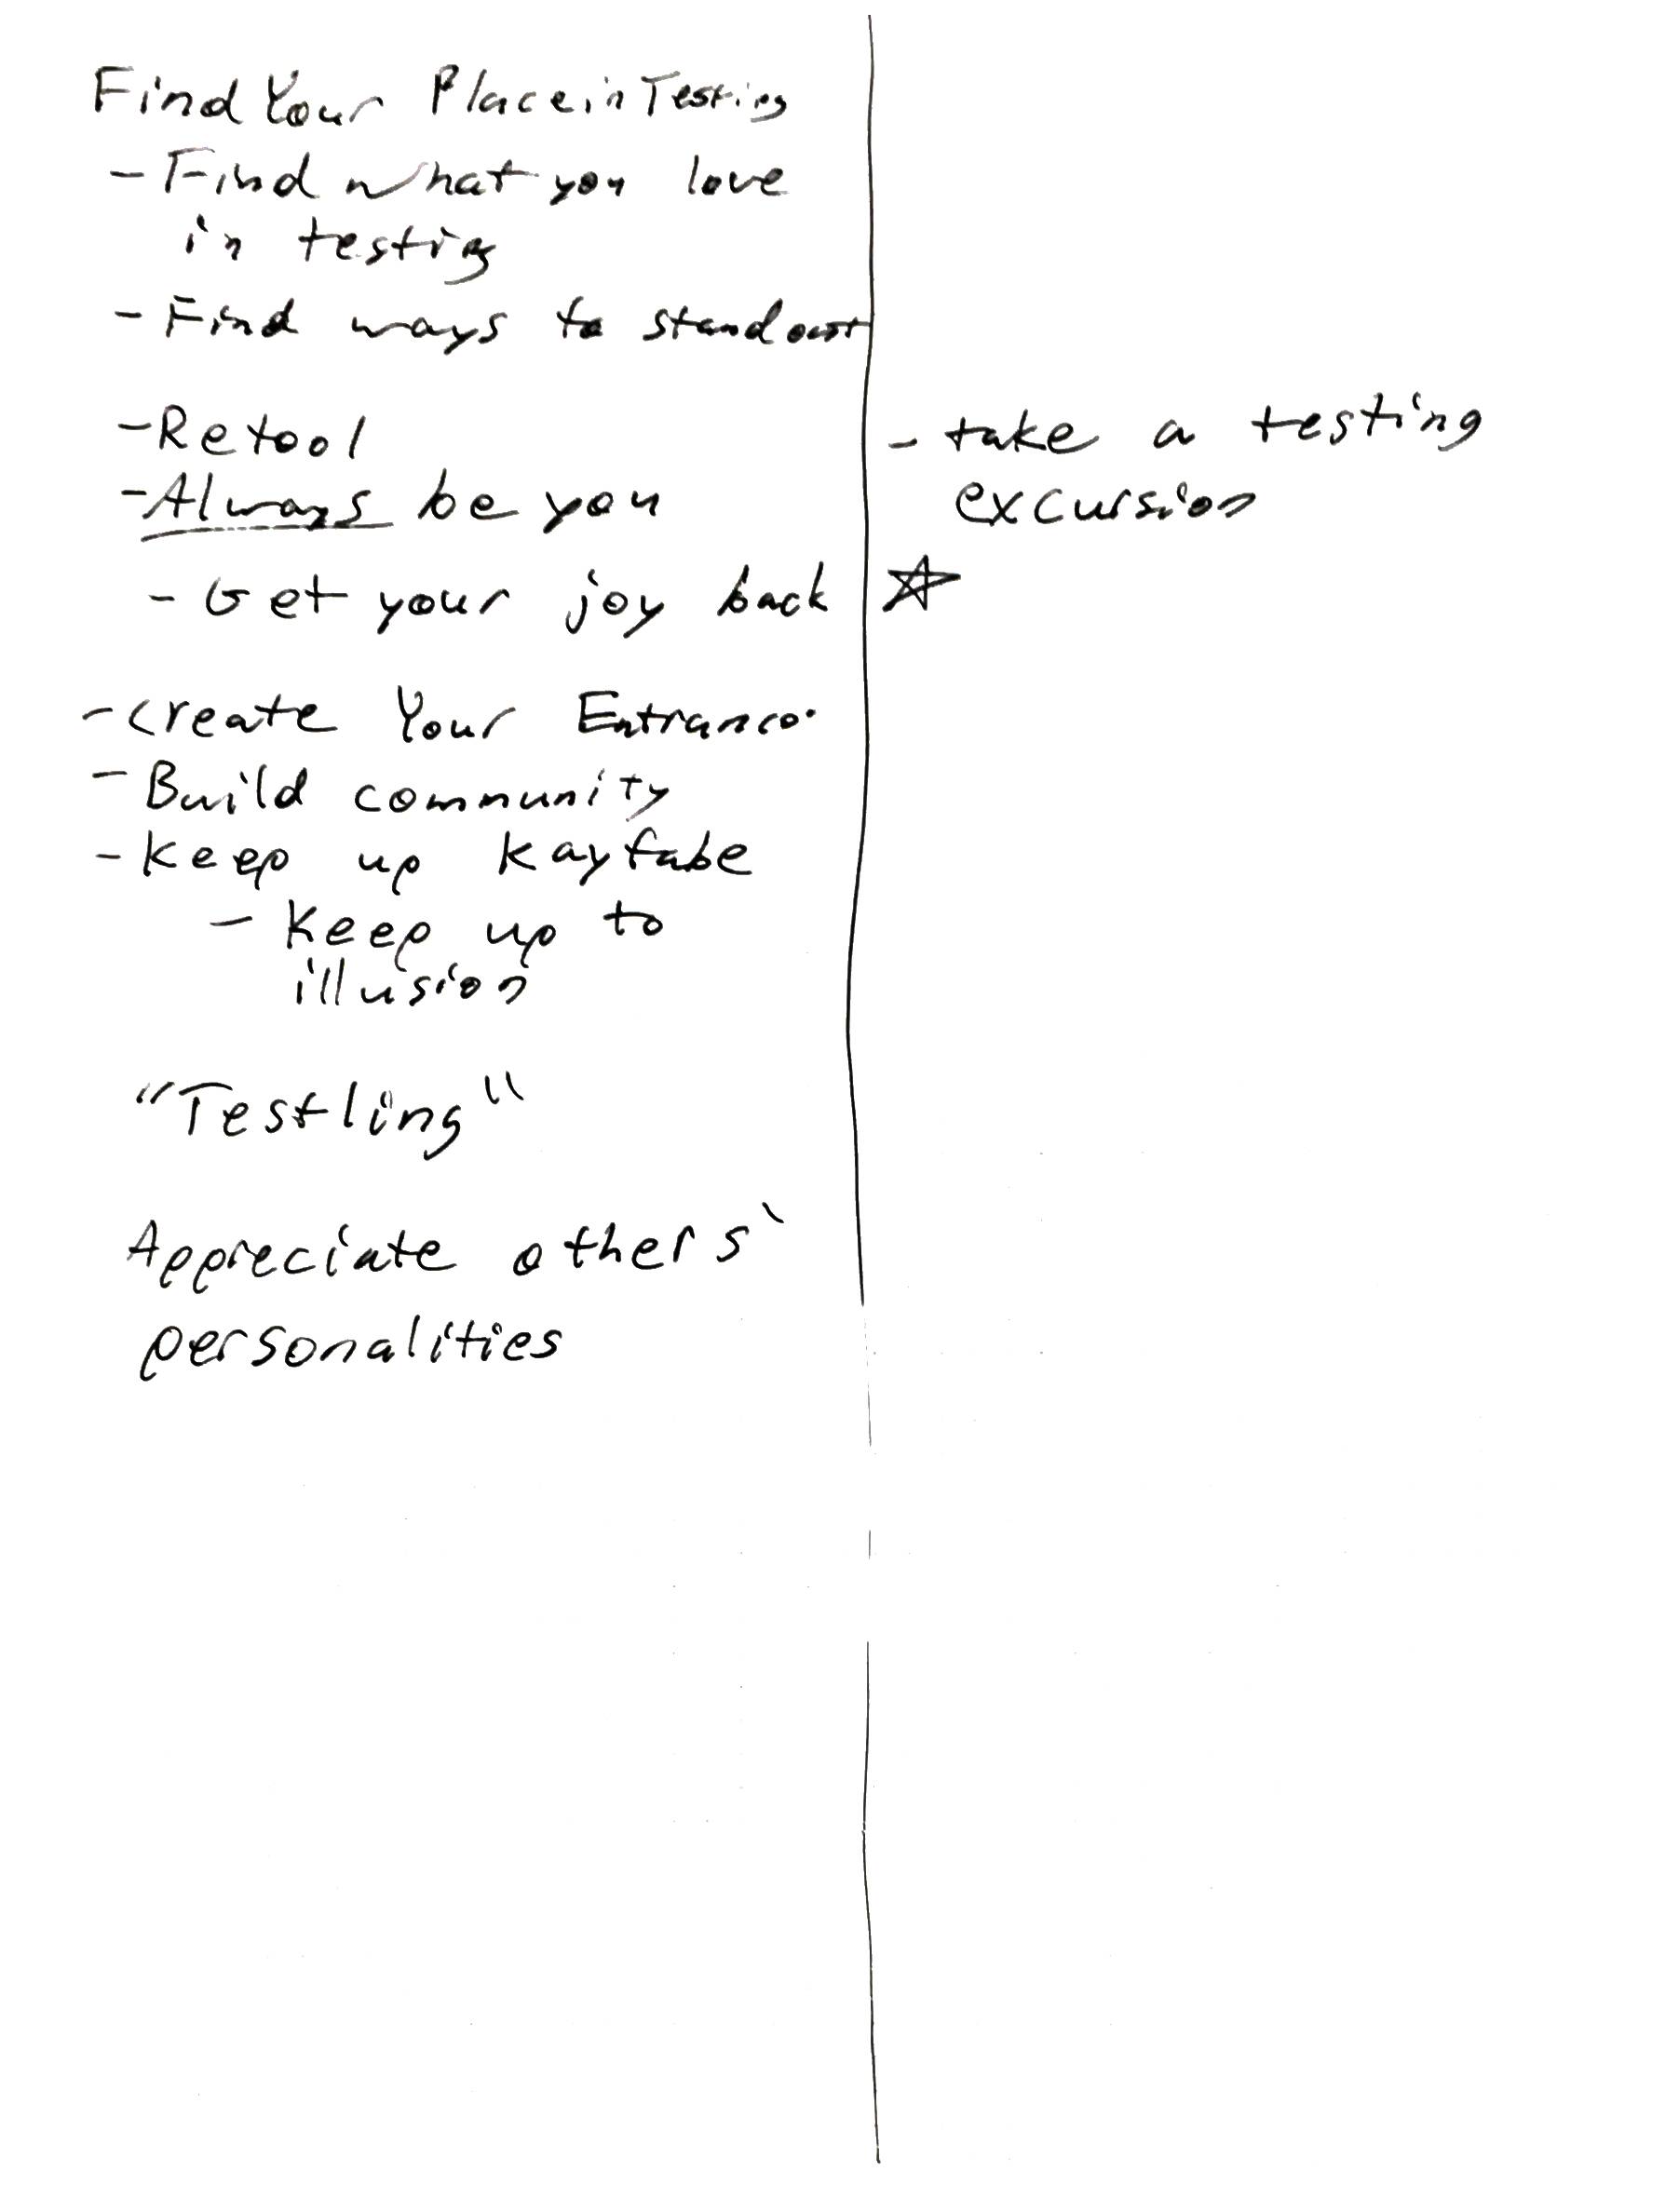 Find Your Place in Testing
- Find what you love
in testing
- Find ways to stand out
- Retool
- Always be you
- Get your joy back
- Create Your Entrance
- Build community
- Keep up Kayfabe
- Keep up to
illusion
"Testling"
Appreciate others'
personalities
- take a testing
excursion